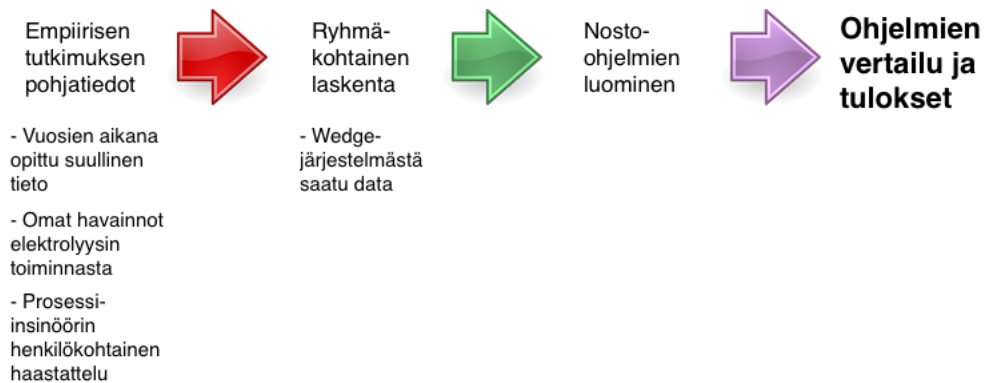 Empiirisen
tutkimuksen
pohjatiedot
- Vuosien aikana
opittu suullinen
tieto
- Omat havainnot
elektrolyysin
toiminnasta
- Prosessi-
insinöörin
henkilökohtainen
haastattelu
Ryhmä-
kohtainen
laskenta
- Wedge-
järjestelmästä
saatu data
Nosto-
ohjelmien
luominen
Ohjelmien
vertailu ja
tulokset